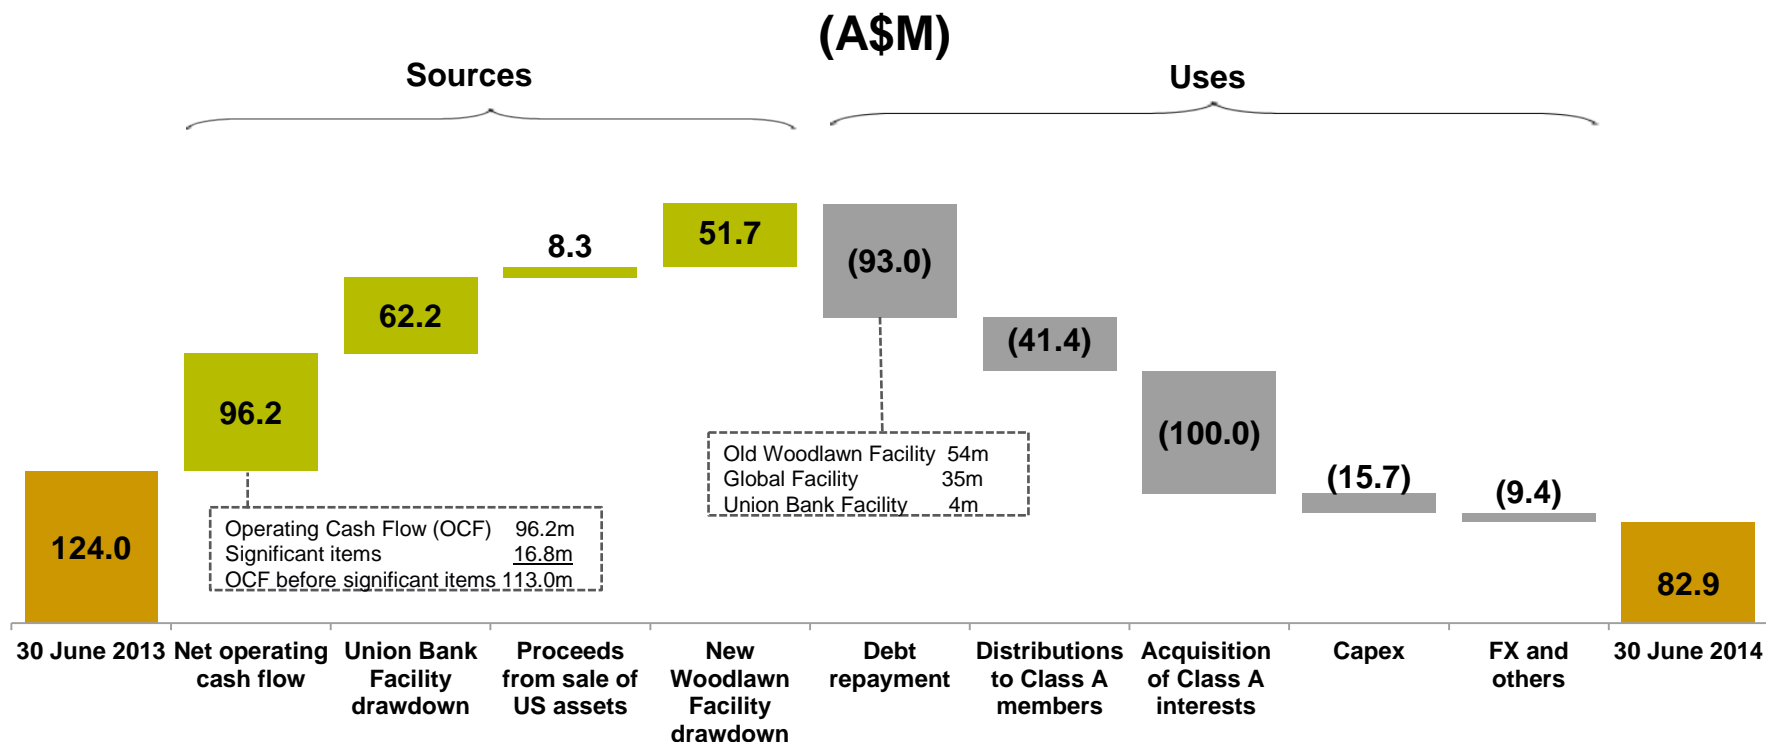 (A$M)
Sources
Uses
8.3
51.7
(93.0)
62.2
(41.4)
96.2
(100.0)
Old Woodlawn Facility 54m
Global Facility 35m
Union Bank Facility 4m
(15.7)
(9.4)
124.0
Operating Cash Flow (OCF) 96.2m
Significant items 16.8m
OCF before significant items 113.0m
82.9
30 June 2013
Net operating
cash flow
Union Bank
Facility
drawdown
Proceeds
from sale of
US assets
New
Woodlawn
Facility
drawdown
Debt
repayment
Distributions
to Class A
members
Acquisition
of Class A
interests
Capex
FX and
others
30 June 2014